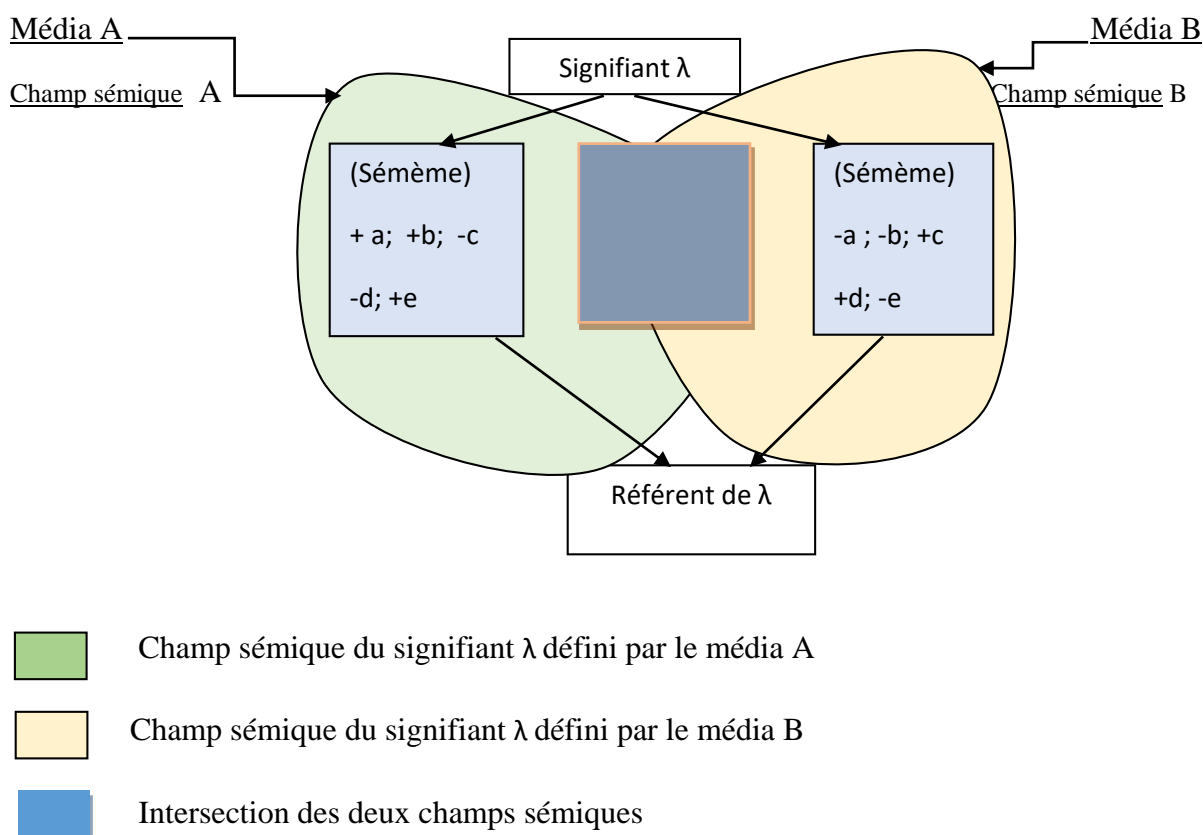 Média A
Média B
Signifiant λ
Champ sémique A
Champ sémique B
(Sémème)
+ a; +b; -c
-d; +e
(Sémème)
-a ; -b; +c
+d; -e
Référent de λ
Champ sémique du signifiant λ défini par le média A
Champ sémique du signifiant λ défini par le média B
Intersection des deux champs sémiques